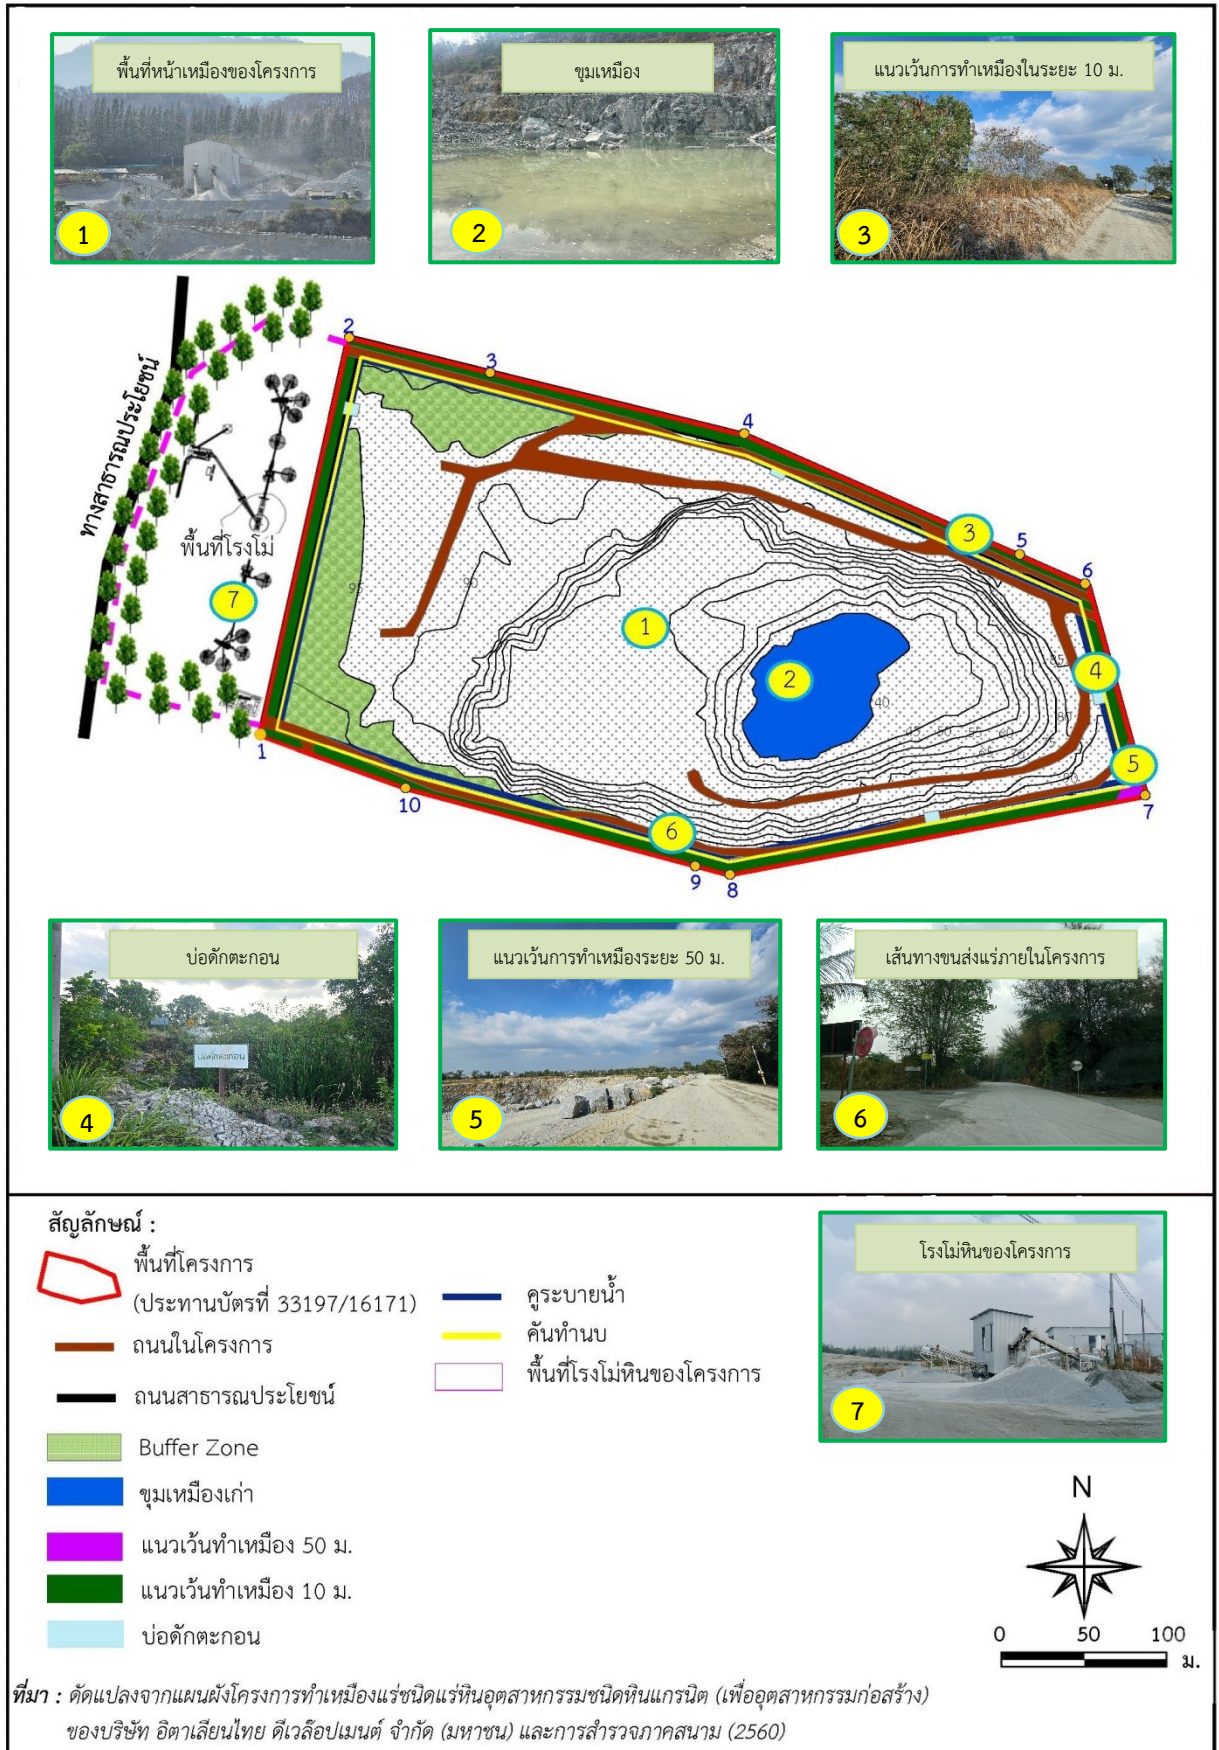 พื้นที่หน้าเหมืองของโครงการ
1
ขุมเหมือง
2
แนวเว้นการทำเหมืองในระยะ 10 ม.
3
ทางสาธารณประโยชน์
พื้นที่โรงโม่
7
2
3
4
5
6
7
8
9
10
1
95
90
1
2
3
4
5
6
85
80
75
70
65
60
55
50
45
40
90
บ่อดักตะกอน
บ่อดักตะกอน
4
แนวเว้นการทำเหมืองระยะ 50 ม.
5
เส้นทางขนส่งแร่ภายในโครงการ
6
สัญลักษณ์ :
พื้นที่โครงการ
(ประทานบัตรที่ 33197/16171)
ถนนในโครงการ
ถนนสาธารณประโยชน์
Buffer Zone
ขุมเหมืองเก่า
แนวเว้นทำเหมือง 50 ม.
แนวเว้นทำเหมือง 10 ม.
บ่อดักตะกอน
คูระบายน้ำ
คันทำนบ
พื้นที่โรงโม่หินของโครงการ
โรงโม่หินของโครงการ
7
N
0 50 100
ม.
ที่มา : ดัดแปลงจากแผนผังโครงการทำเหมืองแร่ชนิดแร่หินอุตสาหกรรมชนิดหินแกรนิต (เพื่ออุตสาหกรรมก่อสร้าง)
ของบริษัท อิตาเลียนไทย ดีเวล๊อปเมนต์ จำกัด (มหาชน) และการสำรวจภาคสนาม (2560)